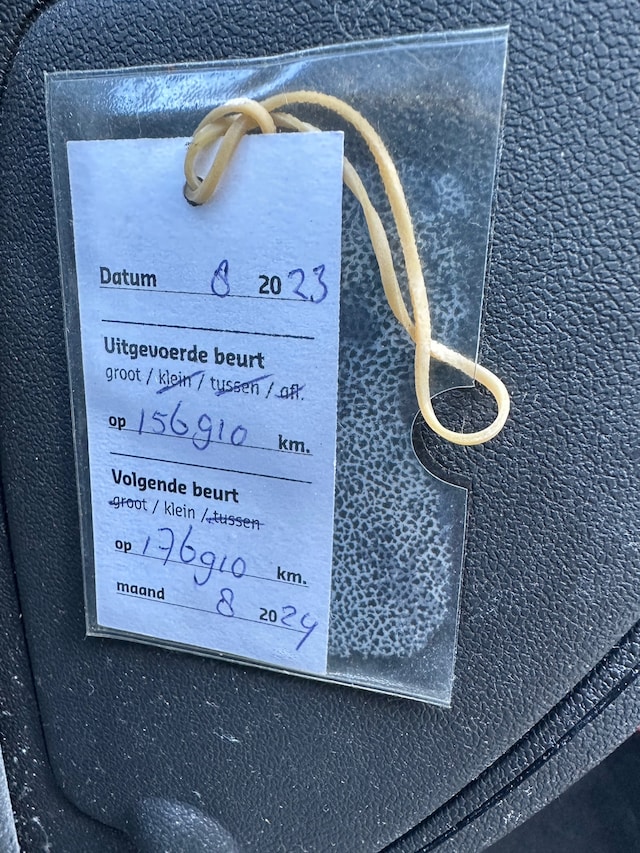 Datum 8 2023
Uitgevoerde beurt
groot / klein / tussen / afl.
op 156910 km.
Volgende beurt
groot / klein / tussen
op 176910 km.
maand 8 2024